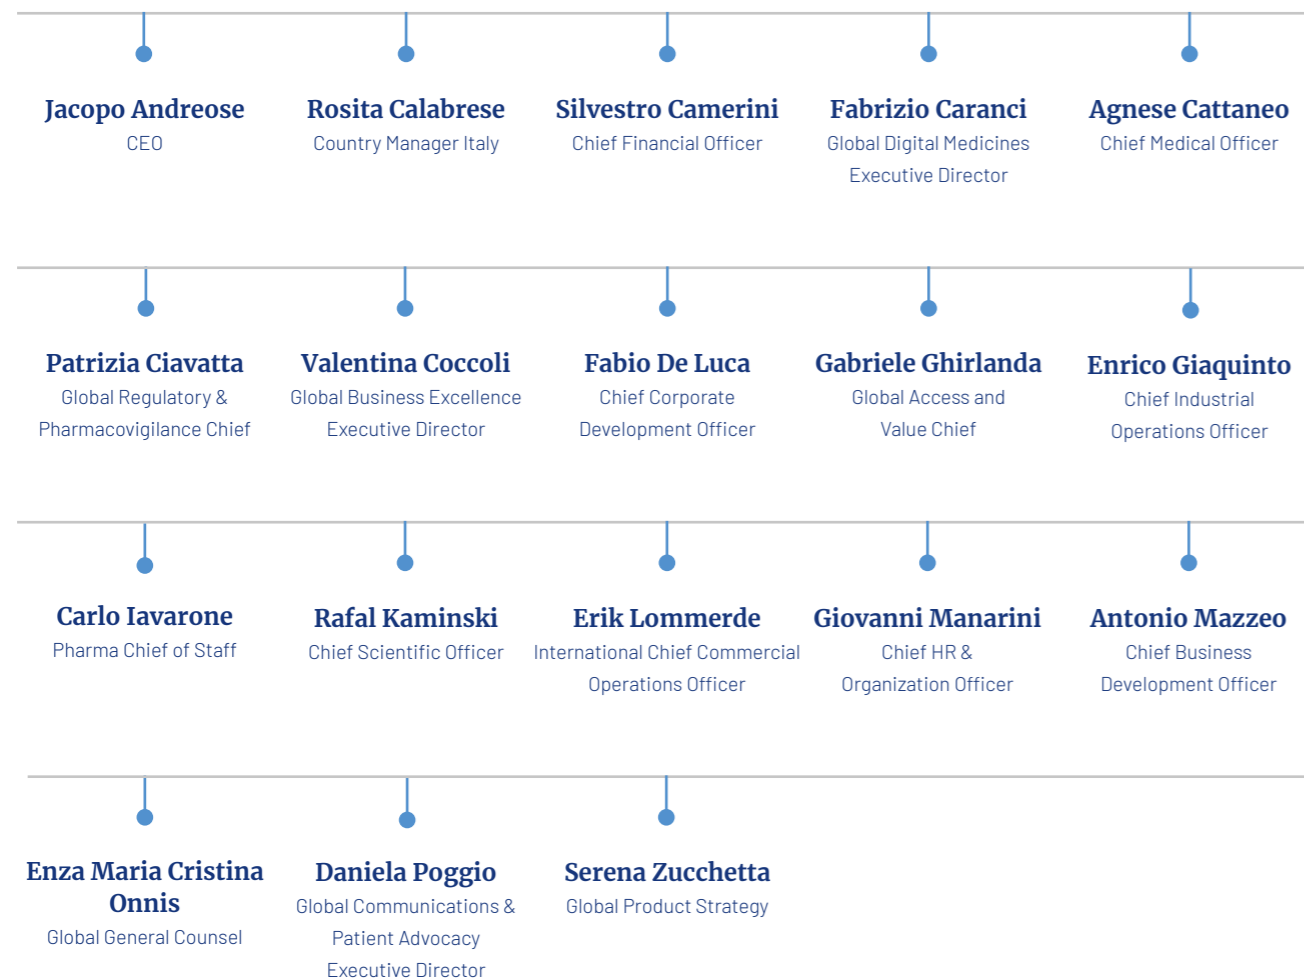 Jacopo Andreose
CEO
Rosita Calabrese
Country Manager Italy
Silvestro Camerini
Chief Financial Officer
Fabrizio Caranci
Global Digital Medicines
Executive Director
Agnese Cattaneo
Chief Medical Officer
Patrizia Ciavatta
Global Regulatory &
Pharmacovigilance Chief
Valentina Coccoli
Global Business Excellence
Executive Director
Fabio De Luca
Chief Corporate
Development Officer
Gabriele Ghirlanda
Global Access and
Value Chief
Enrico Giaquinto
Chief Industrial
Operations Officer
Carlo Iavarone
Pharma Chief of Staff
Rafal Kaminski
Chief Scientific Officer
Erik Lommerde
International Chief Commercial
Operations Officer
Giovanni Manarini
Chief HR &
Organization Officer
Antonio Mazzeo
Chief Business
Development Officer
Enza Maria Cristina
Onnis
Global General Counsel
Daniela Poggio
Global Communications &
Patient Advocacy
Executive Director
Serena Zucchetta
Global Product Strategy